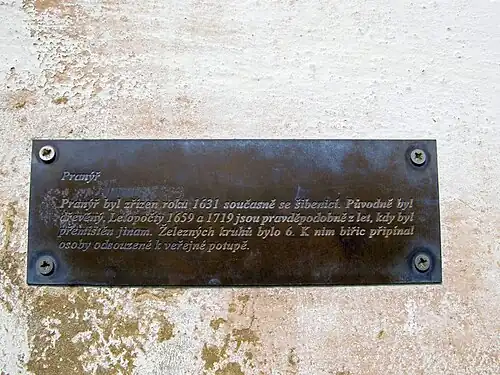 Pranýř
Pranýř byl zřízen roku 1631 současně se šibenicí. Původně byl
dřevěný. Letopočty 1659 a 1719 jsou pravděpodobně z let, kdy byl
přemístěn jinam. Železných kruhů bylo 6. K nim biřic připínal
osoby odsouzené k veřejné potupě.